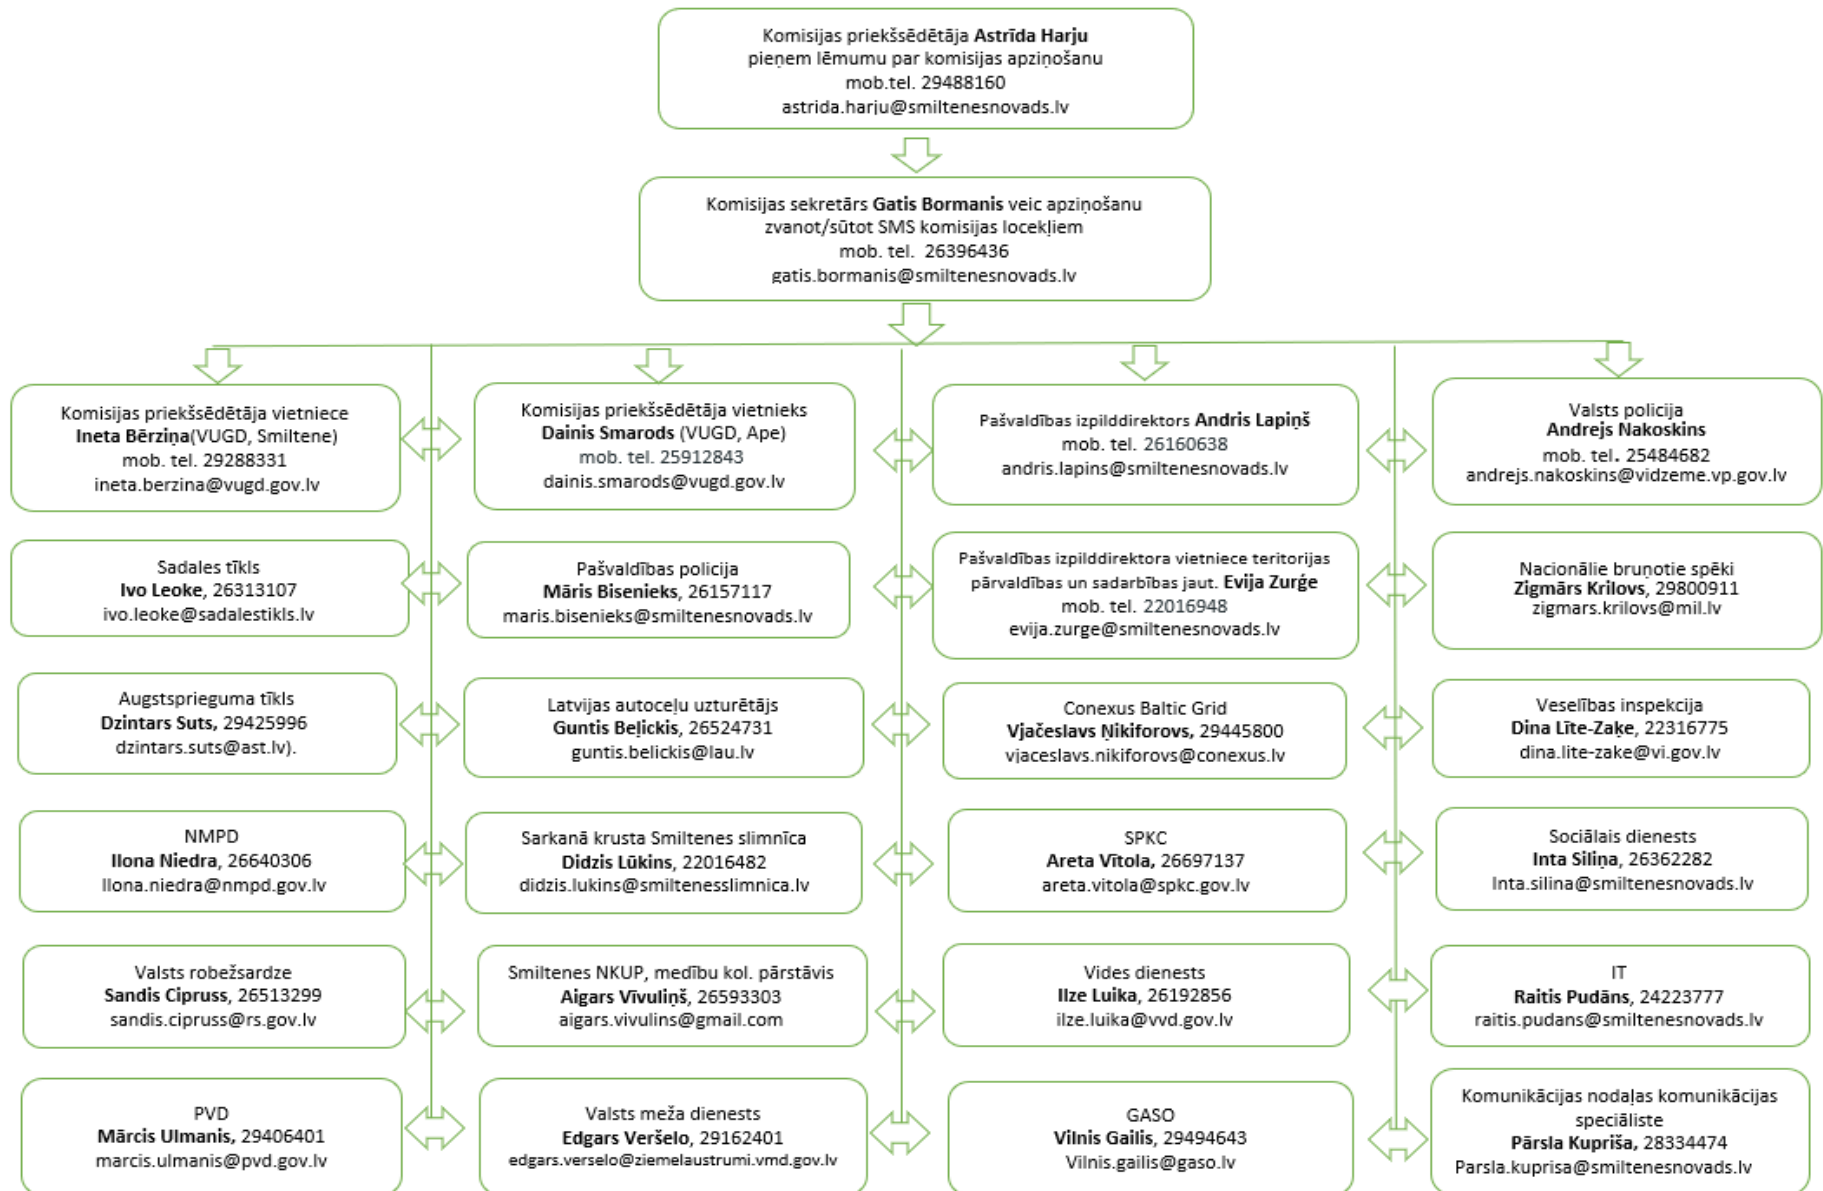 Komisijas priekšsēdētāja Astrīda Harju
pieņem lēmumu par komisijas apziņošanu
mob.tel. 29488160
astrida.harju@smiltenesnovads.lv
Komisijas sekretārs Gatis Bormanis veic apziņošanu
zvanot/sūtot SMS komisijas locekļiem
mob. tel.  26396436
gatis.bormanis@smiltenesnovads.lv
Komisijas priekšsēdētāja vietniece
Ineta Bērziņa(VUGD, Smiltene)
mob. tel. 29288331
ineta.berzina@vugd.gov.lv
Komisijas priekšsēdētāja vietnieks
Dainis Smarods (VUGD, Ape)
mob. tel. 25912843
dainis.smarods@vugd.gov.lv
Pašvaldības izpilddirektors Andris Lapiņš
mob. tel. 26160638
andris.lapins@smiltenesnovads.lv
Valsts policija
Andrejs Nakoskins
mob. tel. 25484682
andrejs.nakoskins@vidzeme.vp.gov.lv
Sadales tīkls
Ivo Leoke, 26313107
ivo.leoke@sadalestikls.lv
Pašvaldības policija
Māris Bisenieks, 26157117
maris.bisenieks@smiltenesnovads.lv
Pašvaldības izpilddirektora vietniece teritorijas
pārvaldības un sadarbības jaut. Evija Zurģe
mob. tel. 22016948
evija.zurge@smiltenesnovads.lv
Nacionālie bruņotie spēki
Zigmārs Krilovs, 29800911
zigmars.krilovs@mil.lv
Augstsprieguma tīkls
Dzintars Suts, 29425996
dzintars.suts@ast.lv).
Latvijas autoceļu uzturētājs
Guntis Beļickis, 26524731
guntis.belickis@lau.lv
Conexus Baltic Grid
Vjačeslavs Ņikiforovs, 29445800
vjaceslavs.nikiforovs@conexus.lv
Veselības inspekcija
Dina Līte-Zaķe, 22316775
dina.lite-zake@vi.gov.lv
NMPD
Ilona Niedra, 26640306
Ilona.niedra@nmpd.gov.lv
Sarkanā krusta Smiltenes slimnīca
Didzis Lūkins, 22016482
didzis.lukins@smiltenesslimnica.lv
SPKC
Areta Vītola, 26697137
areta.vitola@spkc.gov.lv
Sociālais dienests
Inta Siliņa, 26362282
Inta.silina@smiltenesnovads.lv
Valsts robežsardze
Sandis Cipruss, 26513299
sandis.cipruss@rs.gov.lv
Smiltenes NKUP, medību kol. pārstāvis
Aigars Vīvuliņš, 26593303
aigars.vivulins@gmail.com
Vides dienests
Ilze Luika, 26192856
ilze.luika@vvd.gov.lv
IT
Raitis Pudāns, 24223777
raitis.pudans@smiltenesnovads.lv
PVD
Mārcis Ulmanis, 29406401
marcis.ulmanis@pvd.gov.lv
Valsts meža dienests
Edgars Veršelo, 29162401
edgars.verselo@ziemelaustrumi.vmd.gov.lv
GASO
Vilnis Gailis, 29494643
Vilnis.gailis@gaso.lv
Komunikācijas nodaļas komunikācijas
speciāliste
Pārsla Kupriša, 28334474
Parsla.kuprisa@smiltenesnovads.lv